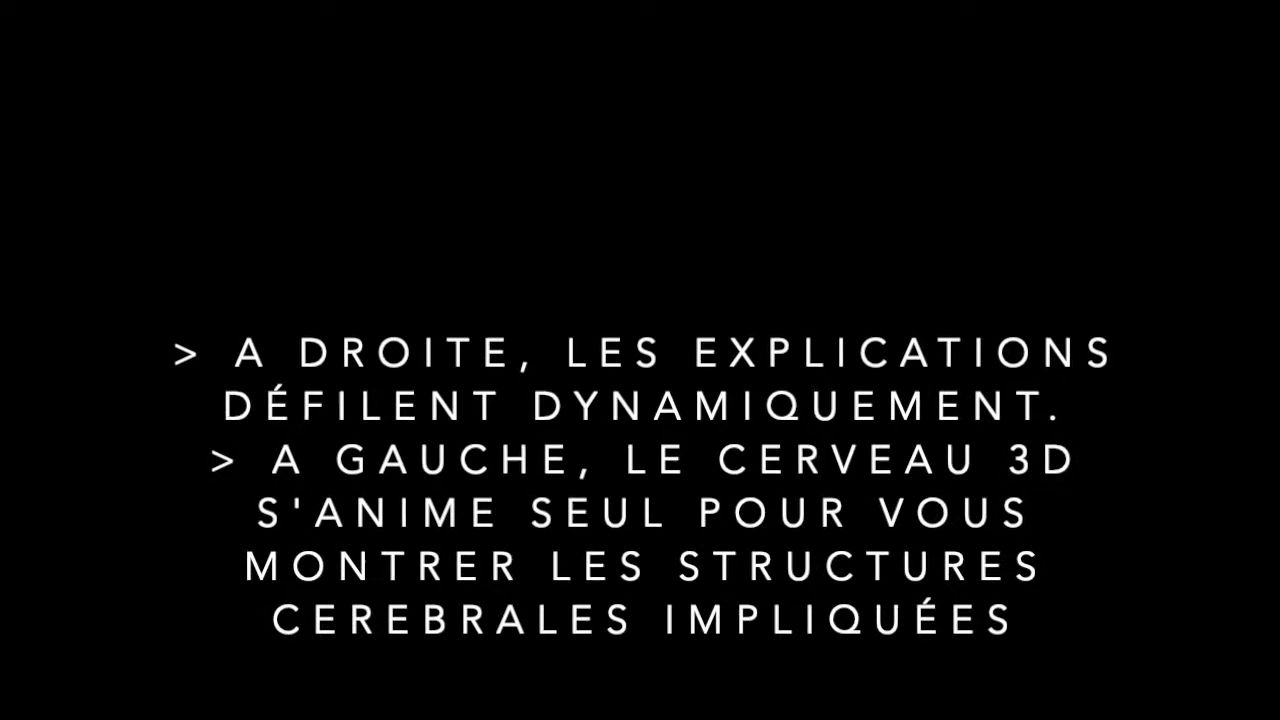 > A DROITE, LES EXPLICATIONS
DÉFILENT DYNAMIQUEMENT.
> A GAUCHE, LE CERVEAU 3D
S'ANIME SEUL POUR VOUS
MONTRER LES STRUCTURES
CEREBRALES IMPLIQUÉES